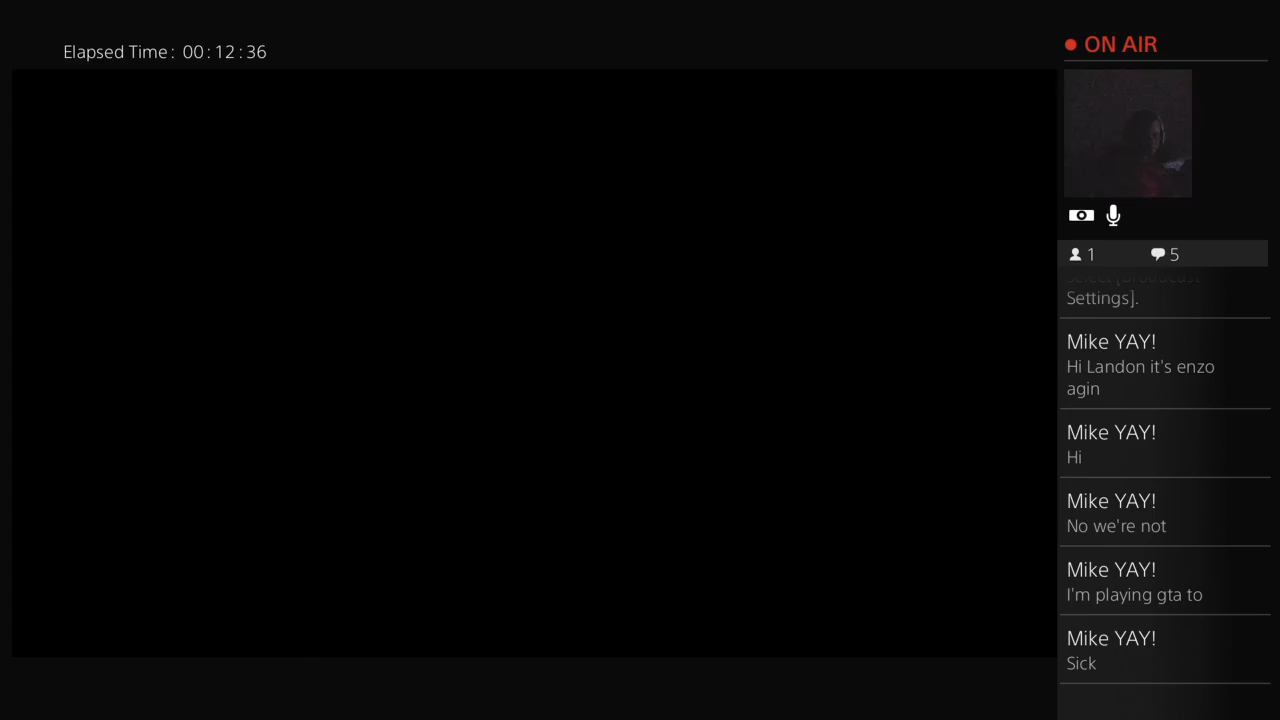 Elapsed Time: 00:12:36
ON AIR
1 5
Settings].
Mike YAY!
Hi Landon it's enzo
agin
Mike YAY!
Hi
Mike YAY!
No we're not
Mike YAY!
I'm playing gta to
Mike YAY!
Sick